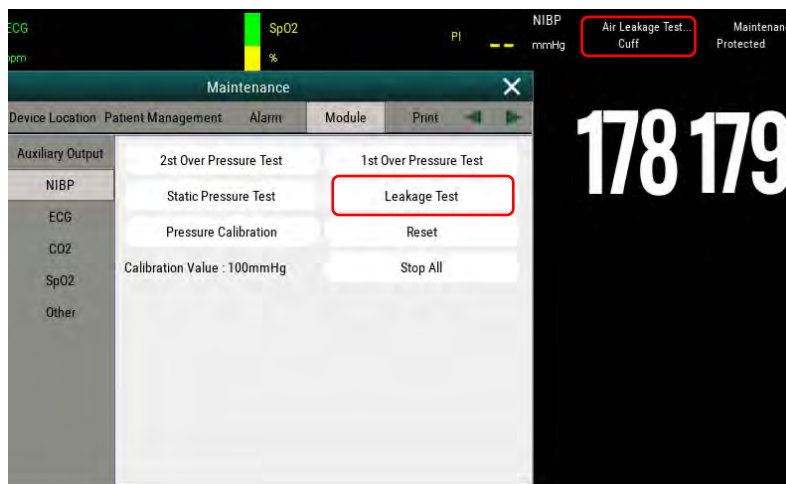 ECG
SpO2
PI
--
NIBP
Air Leakage Test...
Maintenan
ppm
%
mmHg
Cuff
Protected
Maintenance
Device Location
Patient Management
Alarm
Module
Print
Auxiliary Output
NIBP
ECG
CO2
SpO2
Other
2st Over Pressure Test
1st Over Pressure Test
Static Pressure Test
Leakage Test
Pressure Calibration
Reset
Calibration Value : 100mmHg
Stop All
178 179